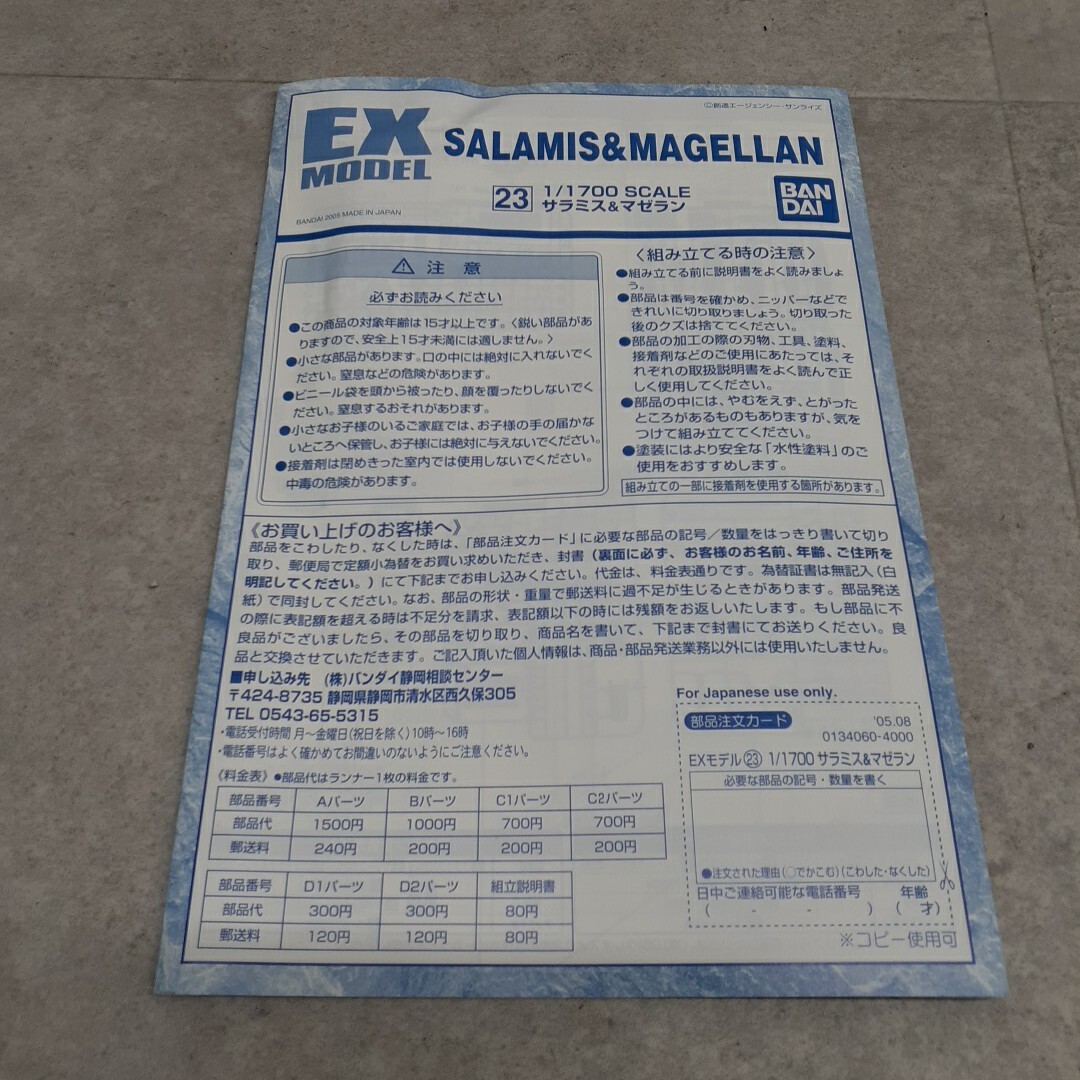 ©創通エージェンシー・サンライズ
EX
MODEL
SALAMIS&MAGELLAN
23
1/1700 SCALE
サラミス&マゼラン
BAN
DAI
BANDAI 2005 MADE IN JAPAN
⚠ 注 意
必ずお読みください
●この商品の対象年齢は15才以上です。〈鋭い部品があ
りますので、安全上15才未満には適しません。〉
●小さな部品があります。口の中には絶対に入れないでく
ださい。窒息などの危険があります。
●ビニール袋を頭から被ったり、顔を覆ったりしないでく
ださい。窒息するおそれがあります。
●小さなお子様のいるご家庭では、お子様の手の届かな
いところへ保管し、お子様には絶対に与えないでください。
●接着剤は閉めきった室内では使用しないでください。
中毒の危険があります。
〈組み立てる時の注意〉
●組み立てる前に説明書をよく読みましょ
う。
●部品は番号を確かめ、ニッパーなどで
きれいに切り取りましょう。切り取った
後のクズは捨ててください。
●部品の加工の際の刃物、工具、塗料、
接着剤などのご使用にあたっては、そ
れぞれの取扱説明書をよく読んで正
しく使用してください。
●部品の中には、やむをえず、とがった
ところがあるものもありますが、気を
つけて組み立ててください。
●塗装にはより安全な「水性塗料」のご
使用をおすすめします。
組み立ての一部に接着剤を使用する箇所があります。
《お買い上げのお客様へ》
部品をこわしたり、なくした時は、「部品注文カード」に必要な部品の記号／数量をはっきり書いて切り
取り、郵便局で定額小為替をお買い求めいただき、封書（裏面に必ず、お客様のお名前、年齢、ご住所を
明記してください。）にて下記までお申し込みください。代金は、料金表通りです。為替証書は無記入（白
紙）で同封してください。なお、部品の形状・重量で郵送料に過不足が生じるときがあります。部品発送
の際に表記額を超える時は不足分を請求、表記額以下の時には残額をお返しいたします。もし部品に不
良品がございましたら、その部品を切り取り、商品名を書いて、下記まで封書にてお送りください。良
品と交換させていただきます。ご記入頂いた個人情報は、商品・部品発送業務以外には使用いたしません。
■申し込み先 (株)バンダイ静岡相談センター
〒424-8735 静岡県静岡市清水区西久保305
TEL 0543-65-5315
・電話受付時間 月～金曜日(祝日を除く)10時～16時
・電話番号はよく確かめてお間違いのないようにご注意ください。
《料金表》●部品代はランナー1枚の料金です。
部品番号 Aパーツ Bパーツ C1パーツ C2パーツ
部品代 1500円 1000円 700円 700円
郵送料 240円 200円 200円 200円
部品番号 D1パーツ D2パーツ 組立説明書
部品代 300円 300円 80円
郵送料 120円 120円 80円
For Japanese use only.
部品注文カード '05.08
0134060-4000
EXモデル㉓ 1/1700 サラミス&マゼラン
必要な部品の記号・数量を書く
●注文された理由(○でかこむ)(こわした・なくした)
日中ご連絡可能な電話番号 年齢
( - - ) ( 才)
※コピー使用可